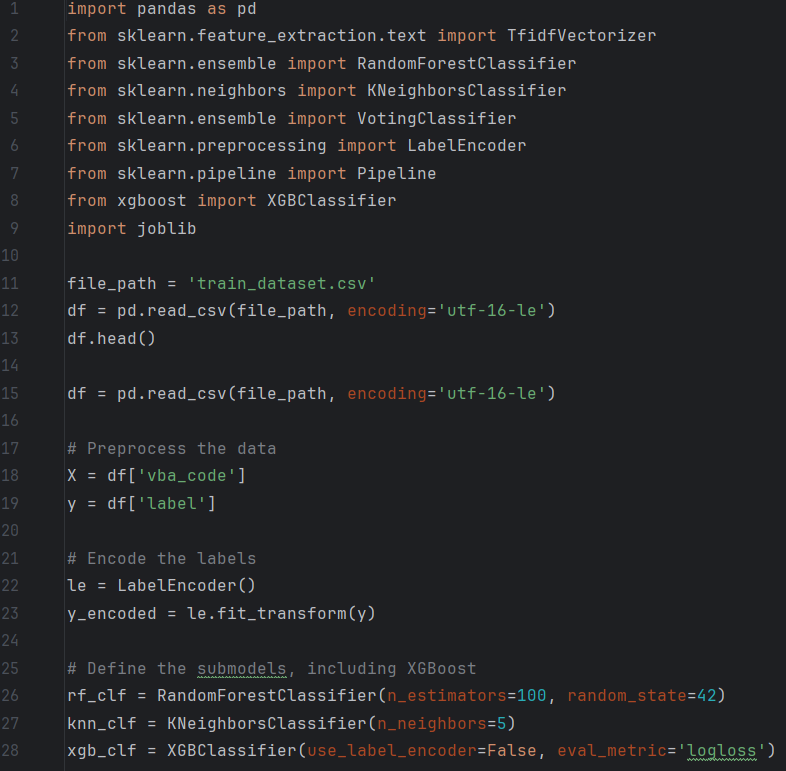 1 import pandas as pd
2 from sklearn.feature_extraction.text import TfidfVectorizer
3 from sklearn.ensemble import RandomForestClassifier
4 from sklearn.neighbors import KNeighborsClassifier
5 from sklearn.ensemble import VotingClassifier
6 from sklearn.preprocessing import LabelEncoder
7 from sklearn.pipeline import Pipeline
8 from xgboost import XGBClassifier
9 import joblib
10
11 file_path = 'train_dataset.csv'
12 df = pd.read_csv(file_path, encoding='utf-16-le')
13 df.head()
14
15 df = pd.read_csv(file_path, encoding='utf-16-le')
16
17 # Preprocess the data
18 X = df['vba_code']
19 y = df['label']
20
21 # Encode the labels
22 le = LabelEncoder()
23 y_encoded = le.fit_transform(y)
24
25 # Define the submodels, including XGBoost
26 rf_clf = RandomForestClassifier(n_estimators=100, random_state=42)
27 knn_clf = KNeighborsClassifier(n_neighbors=5)
28 xgb_clf = XGBClassifier(use_label_encoder=False, eval_metric='logloss')